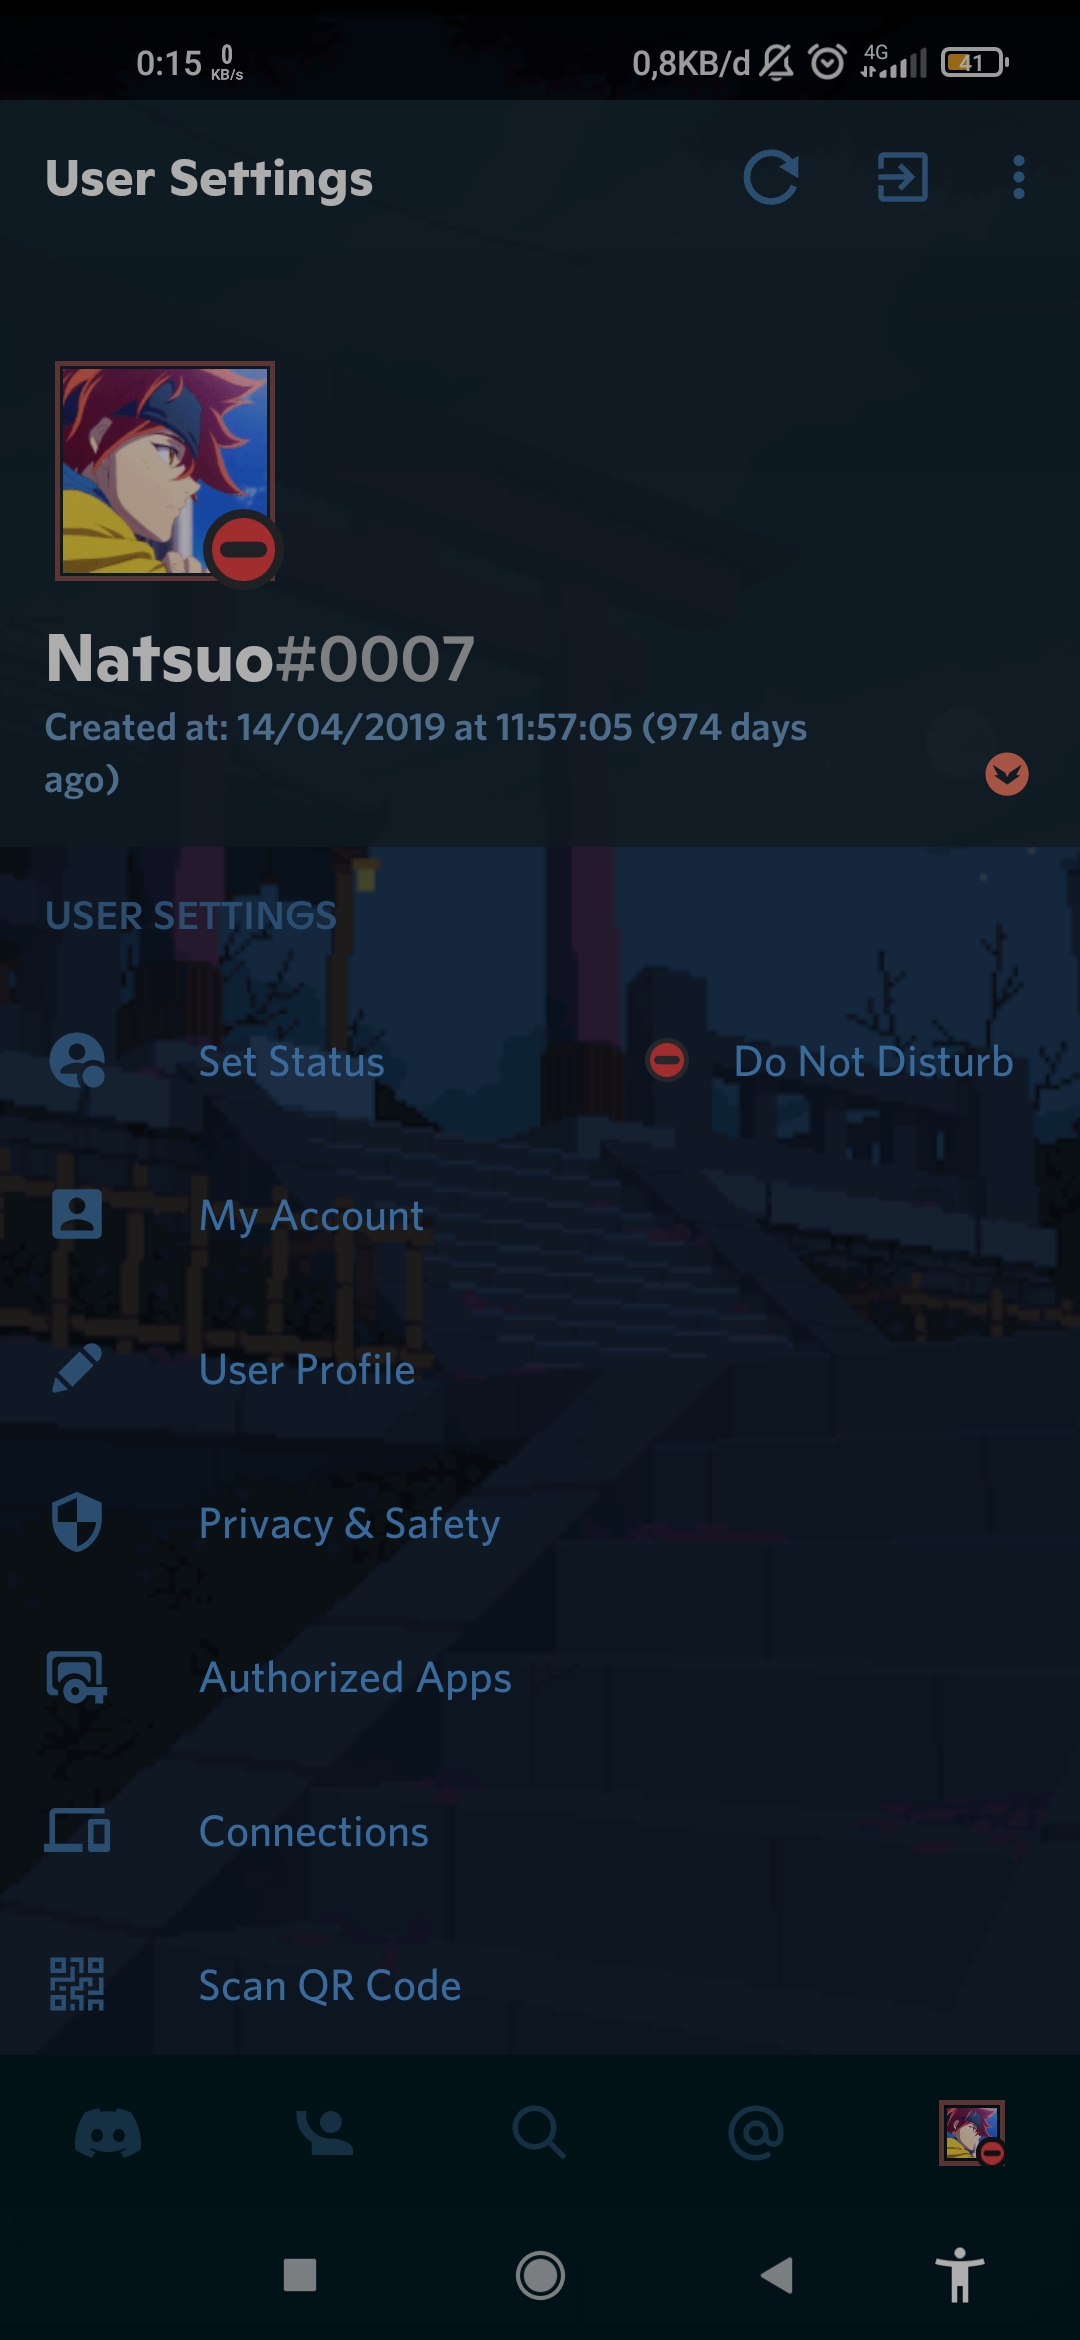 0:15 0 KB/s 0,8KB/d 4G 41
User Settings
Natsuo#0007
Created at: 14/04/2019 at 11:57:05 (974 days
ago)
USER SETTINGS
Set Status Do Not Disturb
My Account
User Profile
Privacy & Safety
Authorized Apps
Connections
Scan QR Code